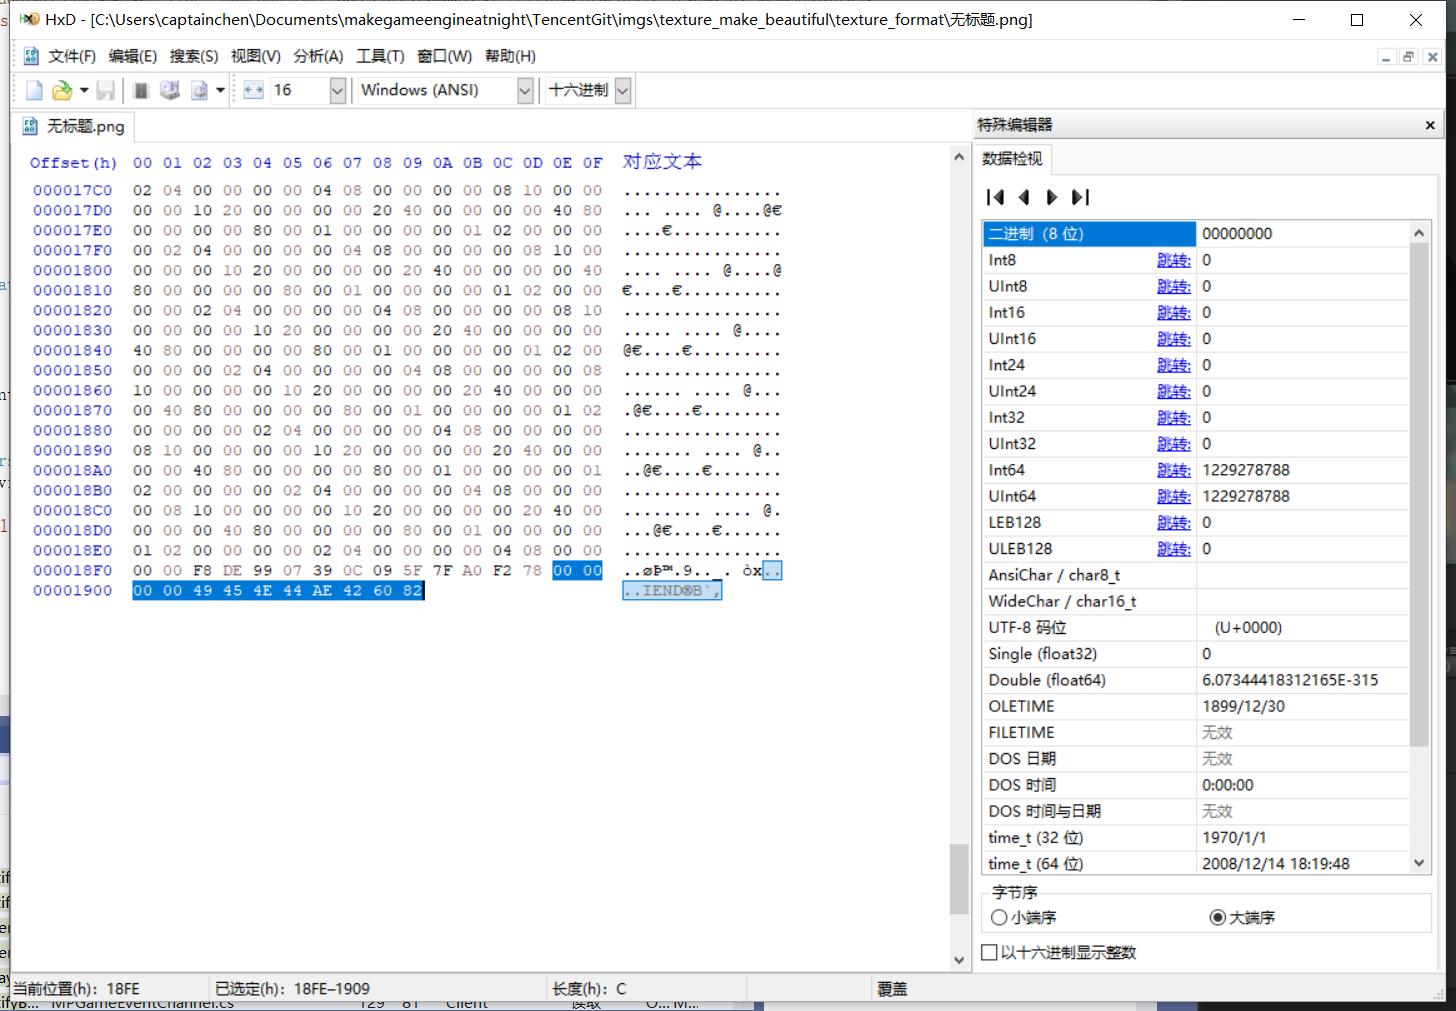 HxD - [C:\Users\captainchen\Documents\makegameengineatnight\TencentGit\imgs\texture_make_beautiful\texture_format\无标题.png]
文件(F) 编辑(E) 搜索(S) 视图(V) 分析(A) 工具(T) 窗口(W) 帮助(H)
16 Windows (ANSI) 十六进制
无标题.png
Offset(h) 00 01 02 03 04 05 06 07 08 09 0A 0B 0C 0D 0E 0F 对应文本
000017C0 02 04 00 00 00 00 04 08 00 00 00 00 08 10 00 00 ................
000017D0 00 00 10 20 00 00 00 00 20 40 00 00 00 00 40 80 ... .... @....@€
000017E0 00 00 00 00 80 00 01 00 00 00 00 01 02 00 00 00 ....€...........
000017F0 00 02 04 00 00 00 00 04 08 00 00 00 00 08 10 00 ................
00001800 00 00 00 10 20 00 00 00 00 20 40 00 00 00 00 40 .... .... @....@
00001810 80 00 00 00 00 80 00 01 00 00 00 00 01 02 00 00 €....€..........
00001820 00 00 02 04 00 00 00 00 04 08 00 00 00 00 08 10 ................
00001830 00 00 00 00 10 20 00 00 00 00 20 40 00 00 00 00 ..... .... @....
00001840 40 80 00 00 00 00 80 00 01 00 00 00 00 01 02 00 @€....€.........
00001850 00 00 00 02 04 00 00 00 00 04 08 00 00 00 00 08 ................
00001860 10 00 00 00 00 10 20 00 00 00 00 20 40 00 00 00 ...... .... @...
00001870 00 40 80 00 00 00 00 80 00 01 00 00 00 00 01 02 .@€....€........
00001880 00 00 00 00 02 04 00 00 00 00 04 08 00 00 00 00 ................
00001890 08 10 00 00 00 00 10 20 00 00 00 00 20 40 00 00 ....... .... @..
000018A0 00 00 40 80 00 00 00 00 80 00 01 00 00 00 00 01 ..@€....€.......
000018B0 02 00 00 00 00 02 04 00 00 00 00 04 08 00 00 00 ................
000018C0 00 08 10 00 00 00 00 10 20 00 00 00 00 20 40 00 ........ .... @.
000018D0 00 00 00 40 80 00 00 00 00 80 00 01 00 00 00 00 ...@€....€......
000018E0 01 02 00 00 00 00 02 04 00 00 00 00 04 08 00 00 ................
000018F0 00 00 F8 DE 99 07 39 0C 09 5F 7F A0 F2 78 00 00 ..øÞ™.9.._. òx..
00001900 00 00 49 45 4E 44 AE 42 60 82 ..IEND®B`‚
特殊编辑器
数据检视
二进制（8 位） 00000000
Int8 跳转: 0
UInt8 跳转: 0
Int16 跳转: 0
UInt16 跳转: 0
Int24 跳转: 0
UInt24 跳转: 0
Int32 跳转: 0
UInt32 跳转: 0
Int64 跳转: 1229278788
UInt64 跳转: 1229278788
LEB128 跳转: 0
ULEB128 跳转: 0
AnsiChar / char8_t
WideChar / char16_t
UTF-8 码位 (U+0000)
Single (float32) 0
Double (float64) 6.07344418312165E-315
OLETIME 1899/12/30
FILETIME 无效
DOS 日期 无效
DOS 时间 0:00:00
DOS 时间与日期 无效
time_t (32 位) 1970/1/1
time_t (64 位) 2008/12/14 18:19:48
字节序
小端序 大端序
以十六进制显示整数
当前位置(h): 18FE 已选定(h): 18FE–1909 长度(h): C 覆盖
MPGameEventChannel.cs 129 81 Client 读取